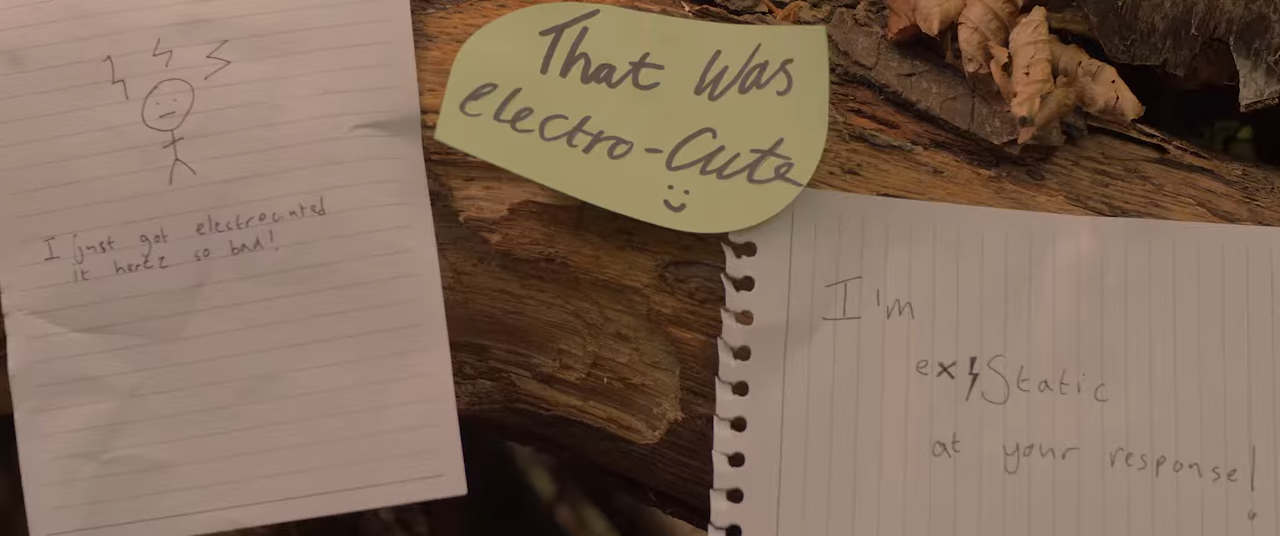 I just got electrocuted
it hertz so bad!
That Was
electro-Cute
I'm
ex⚡Static
at your response!